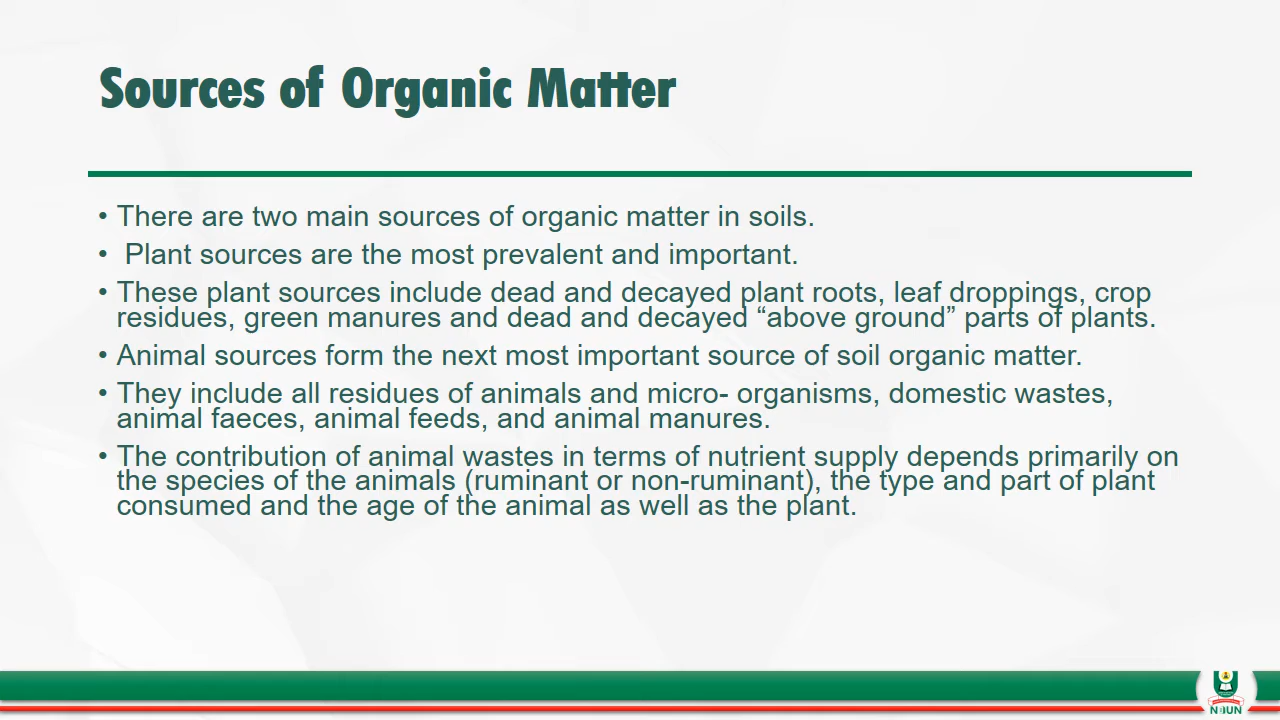 Sources of Organic Matter
• There are two main sources of organic matter in soils.
• Plant sources are the most prevalent and important.
• These plant sources include dead and decayed plant roots, leaf droppings, crop
residues, green manures and dead and decayed “above ground” parts of plants.
• Animal sources form the next most important source of soil organic matter.
• They include all residues of animals and micro- organisms, domestic wastes,
animal faeces, animal feeds, and animal manures.
• The contribution of animal wastes in terms of nutrient supply depends primarily on
the species of the animals (ruminant or non-ruminant), the type and part of plant
consumed and the age of the animal as well as the plant.
NOUN